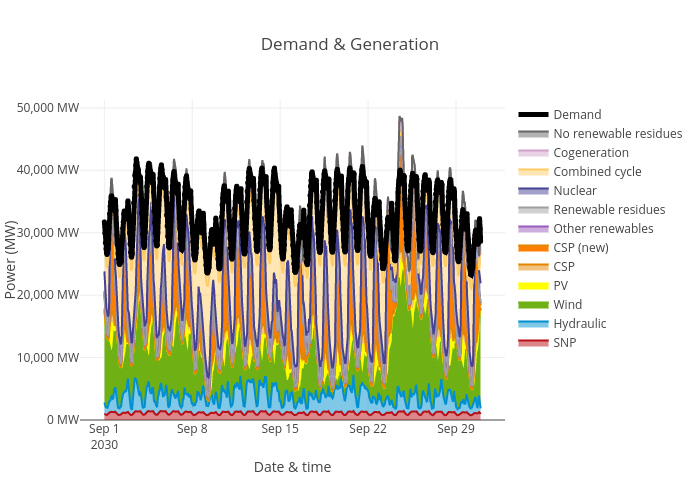 Demand & Generation
50,000 MW
40,000 MW
30,000 MW
20,000 MW
10,000 MW
0 MW
Power (MW)
Sep 1
2030
Sep 8
Sep 15
Sep 22
Sep 29
Date & time
Demand
No renewable residues
Cogeneration
Combined cycle
Nuclear
Renewable residues
Other renewables
CSP (new)
CSP
PV
Wind
Hydraulic
SNP